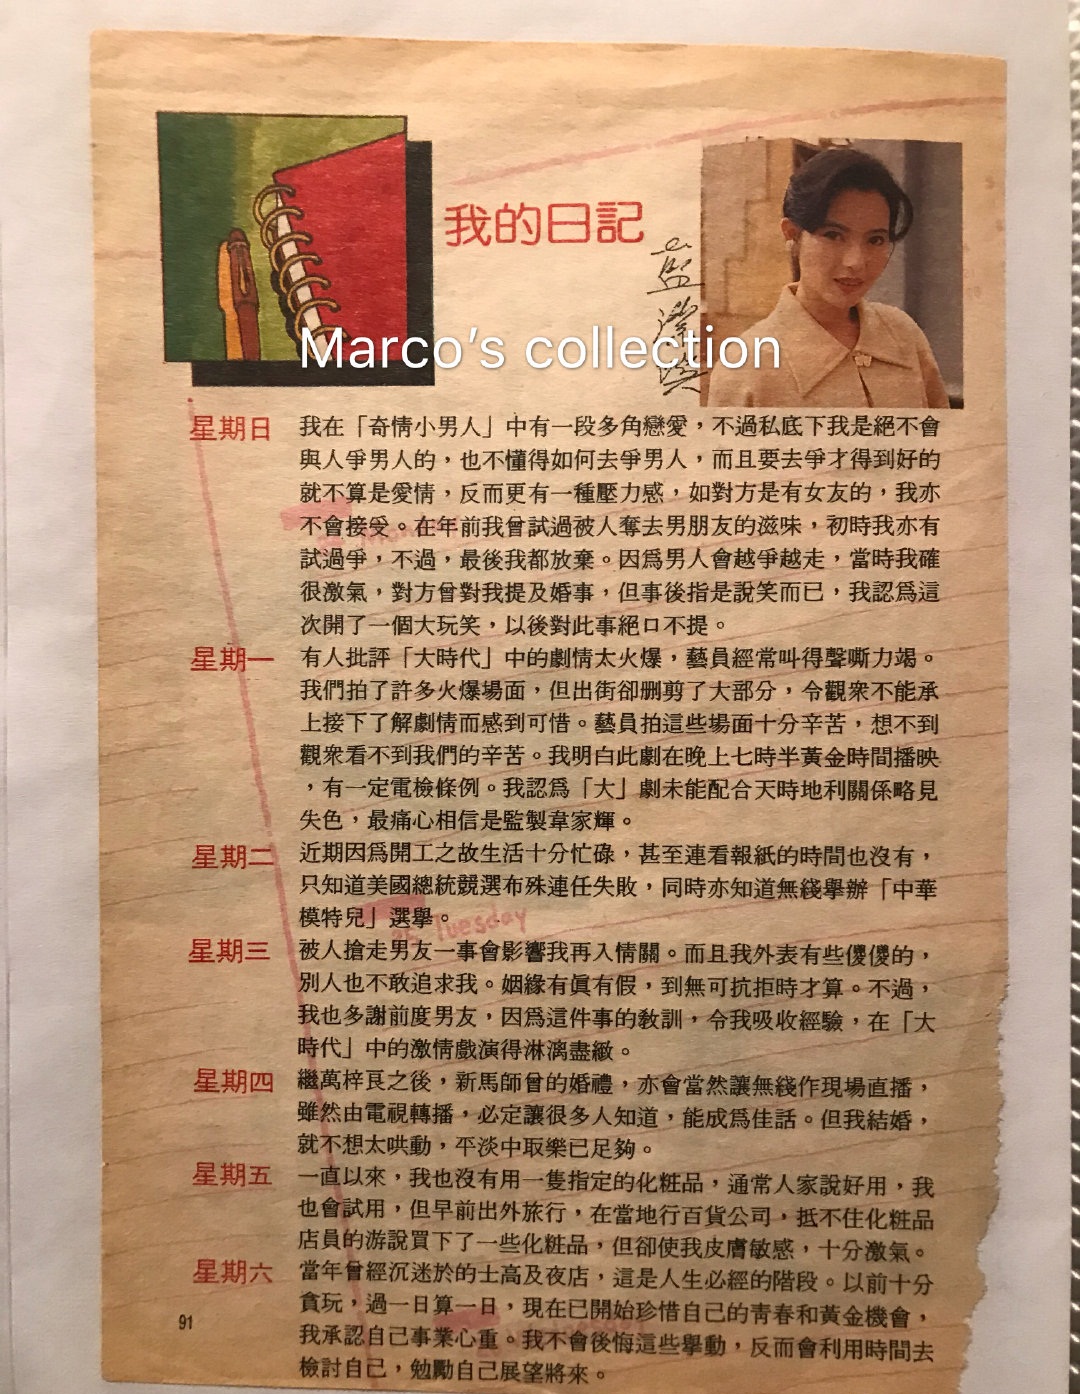 我的日記
藍潔瑛
Marco's collection
星期日
我在「奇情小男人」中有一段多角戀愛，不過私底下我是絕不會
與人爭男人的，也不懂得如何去爭男人，而且要去爭才得到好的
就不算是愛情，反而更有一種壓力感，如對方是有女友的，我亦
不會接受。在年前我曾試過被人奪去男朋友的滋味，初時我亦有
試過爭，不過，最後我都放棄。因為男人會越爭越走，當時我確
很激氣，對方曾對我提及婚事，但事後指是說笑而已，我認為這
次開了一個大玩笑，以後對此事絕口不提。
星期一
有人批評「大時代」中的劇情太火爆，藝員經常叫得聲嘶力竭。
我們拍了許多火爆場面，但出街卻删剪了大部分，令觀衆不能承
上接下了解劇情而感到可惜。藝員拍這些場面十分辛苦，想不到
觀衆看不到我們的辛苦。我明白此劇在晚上七時半黃金時間播映
，有一定電檢條例。我認為「大」劇未能配合天時地利關係略見
失色，最痛心相信是監製韋家輝。
星期二
近期因為開工之故生活十分忙碌，甚至連看報紙的時間也沒有，
只知道美國總統競選布殊連任失敗，同時亦知道無綫舉辦「中華
模特兒」選舉。
Tuesday
星期三
被人搶走男友一事會影響我再入情關。而且我外表有些儍儍的，
別人也不敢追求我。姻緣有眞有假，到無可抗拒時才算。不過，
我也多謝前度男友，因為這件事的教訓，令我吸收經驗，在「大
時代」中的激情戲演得淋漓盡緻。
星期四
繼萬梓良之後，新馬師曾的婚禮，亦會當然讓無綫作現場直播，
雖然由電視轉播，必定讓很多人知道，能成為佳話。但我結婚，
就不想太哄動，平淡中取樂已足夠。
星期五
一直以來，我也沒有用一隻指定的化粧品，通常人家說好用，我
也會試用，但早前出外旅行，在當地行百貨公司，抵不住化粧品
店員的游說買下了一些化粧品，但卻使我皮膚敏感，十分激氣。
星期六
當年曾經沉迷於的士高及夜店，這是人生必經的階段。以前十分
貪玩，過一日算一日，現在已開始珍惜自己的靑春和黃金機會，
我承認自己事業心重。我不會後悔這些舉動，反而會利用時間去
檢討自己，勉勵自己展望將來。
91